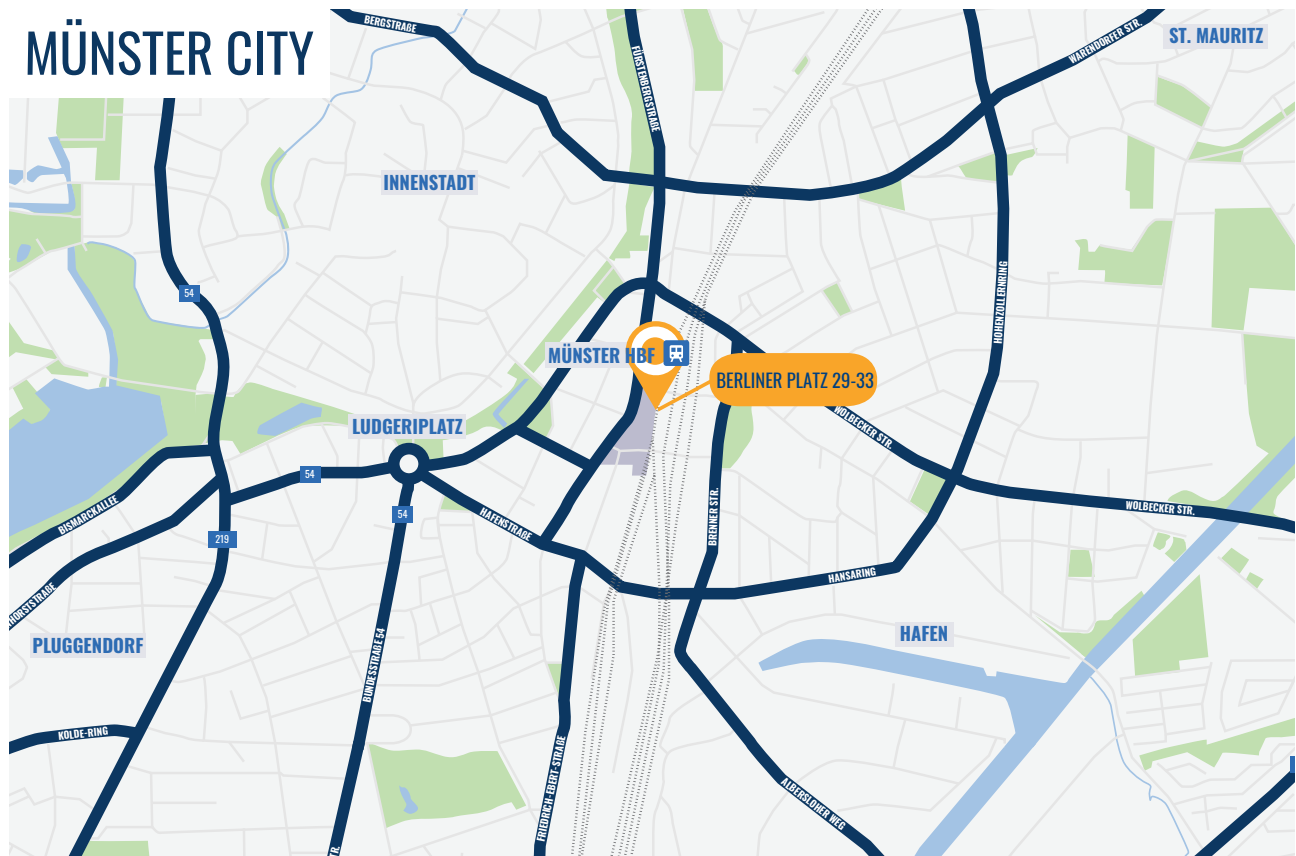 MÜNSTER CITY
BERGSTRASSE
FÜRSTENBERGSTRASSE
WARENDORFER STR.
ST. MAURITZ
INNENSTADT
54
HOHENZOLLERNRING
MÜNSTER HBF
BERLINER PLATZ 29-33
LUDGERIPLATZ
WOLBECKER STR.
54
54
BISMARCKALLEE
HAFENSTRASSE
BRENNER STR.
WOLBECKER STR.
219
HANSARING
HORSTSTRASSE
PLUGGENDORF
HAFEN
BUNDESSTRASSE 54
KOLDE-RING
FRIEDRICH-EBERT-STRASSE
ALBERSLOHER WEG
TR.